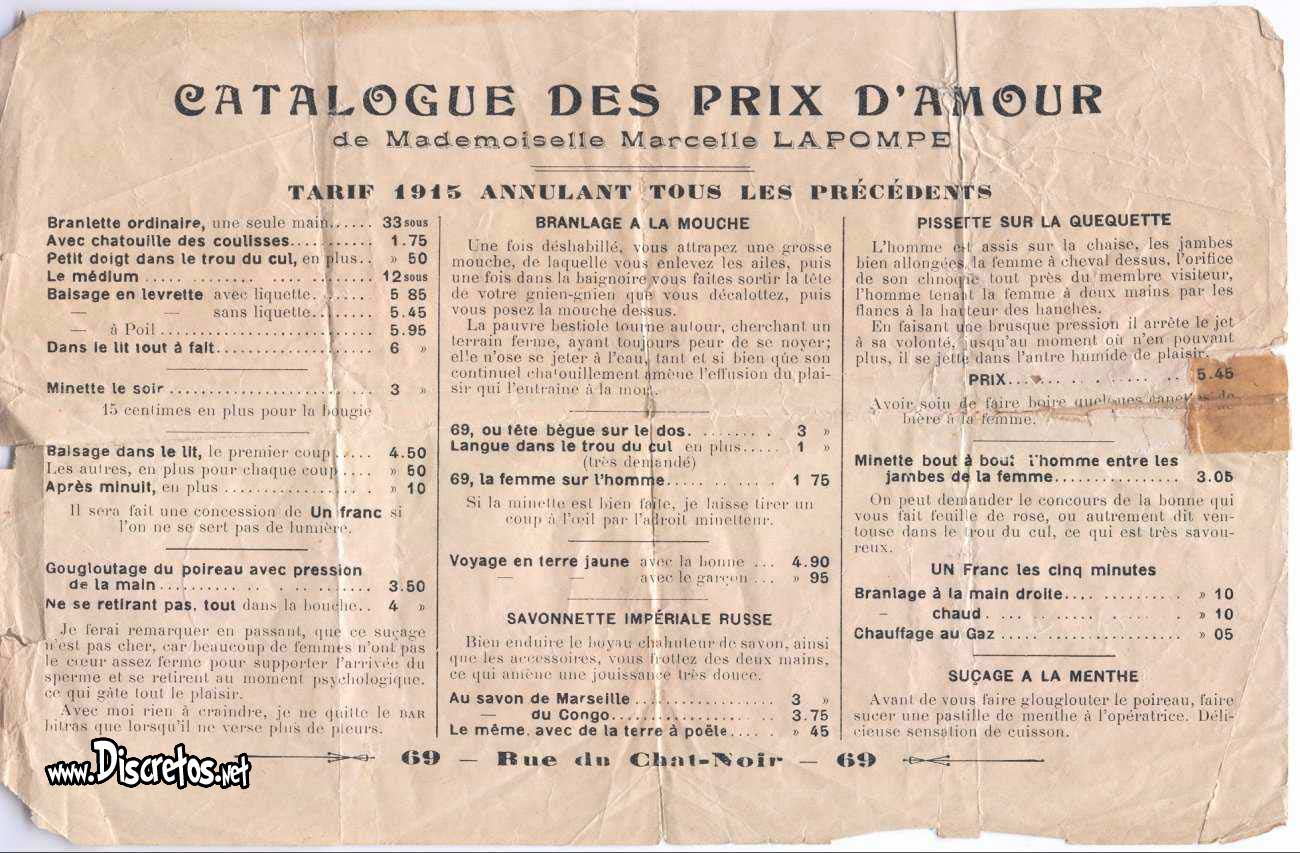 CATALOGUE DES PRIX D'AMOUR
de Mademoiselle Marcelle LAPOMPE
TARIF 1915 ANNULANT TOUS LES PRÉCÉDENTS
Branlette ordinaire, une seule main...... 33 sous
Avec chatouille des coulisses........... 1.75
Petit doigt dans le trou du cul, en plus.. » 50
Le médium ................ 12 sous
Baisage en levrette avec liquette........ 5 85
— — sans liquette........ 5.45
— à Poil ........................ 5.95
Dans le lit tout à fait.................... 6 »
Minette le soir ........................ 3 »
15 centimes en plus pour la bougie
Baisage dans le lit, le premier coup..... 4.50
Les autres, en plus pour chaque coup.... » 50
Après minuit, en plus ................. » 10
Il sera fait une concession de Un franc si
l'on ne se sert pas de lumière.
Gougloutage du poireau avec pression
de la main .................... 3.50
Ne se retirant pas, tout dans la bouche.. 4 »
Je ferai remarquer en passant, que ce suçage
n'est pas cher, car beaucoup de femmes n'ont pas
le cœur assez ferme pour supporter l'arrivée du
sperme et se retirent au moment psychologique,
ce qui gâte tout le plaisir.
Avec moi rien à craindre, je ne quitte le BAR
bitras que lorsqu'il ne verse plus de pleurs.
BRANLAGE A LA MOUCHE
Une fois déshabillé, vous attrapez une grosse
mouche, de laquelle vous enlevez les ailes, puis
une fois dans la baignoire vous faites sortir la tête
de votre gnien-gnien que vous décalottez, puis
vous posez la mouche dessus.
La pauvre bestiole tourne autour, cherchant un
terrain ferme, ayant toujours peur de se noyer;
elle n'ose se jeter à l'eau, tant et si bien que son
continuel chatouillement amène l'effusion du plai-
sir qui l'entraine à la mort.
69, ou tête bègue sur le dos. ........ 3 »
Langue dans le trou du cul en plus..... 1 »
(très demandé)
69, la femme sur l'homme............. 1 75
Si la minette est bien faite, je laisse tirer un
coup à l'œil par l'adroit minetteur.
Voyage en terre jaune avec la bonne ... 4.90
— — avec le garçon ... » 95
SAVONNETTE IMPÉRIALE RUSSE
Bien enduire le boyau chahuteur de savon, ainsi
que les accessoires, vous frottez des deux mains,
ce qui amène une jouissance très douce.
Au savon de Marseille ................. 3 »
— du Congo.................... 3.75
Le même, avec de la terre à poêle...... » 45
PISSETTE SUR LA QUEQUETTE
L'homme est assis sur la chaise, les jambes
bien allongées, la femme à cheval dessus, l'orifice
de son chnoque tout près du membre visiteur,
l'homme tenant la femme à deux mains par les
flancs à la hauteur des hanches.
En faisant une brusque pression il arrête le jet
à sa volonté, jusqu'au moment où n'en pouvant
plus, il se jette dans l'antre humide de plaisir.
PRIX................ 5.45
Avoir soin de faire boire quelques canettes de
bière à la femme.
Minette bout à bout l'homme entre les
jambes de la femme............... 3.05
On peut demander le concours de la bonne qui
vous fait feuille de rose, ou autrement dit ven-
touse dans le trou du cul, ce qui est très savou-
reux.
UN Franc les cinq minutes
Branlage à la main droite............... » 10
— chaud.................. » 10
Chauffage au Gaz ....................... » 05
SUÇAGE A LA MENTHE
Avant de vous faire glouglouter le poireau, faire
sucer une pastille de menthe à l'opératrice. Déli-
cieuse sensation de cuisson.
69 — Rue du Chat-Noir — 69
www.Discretos.net